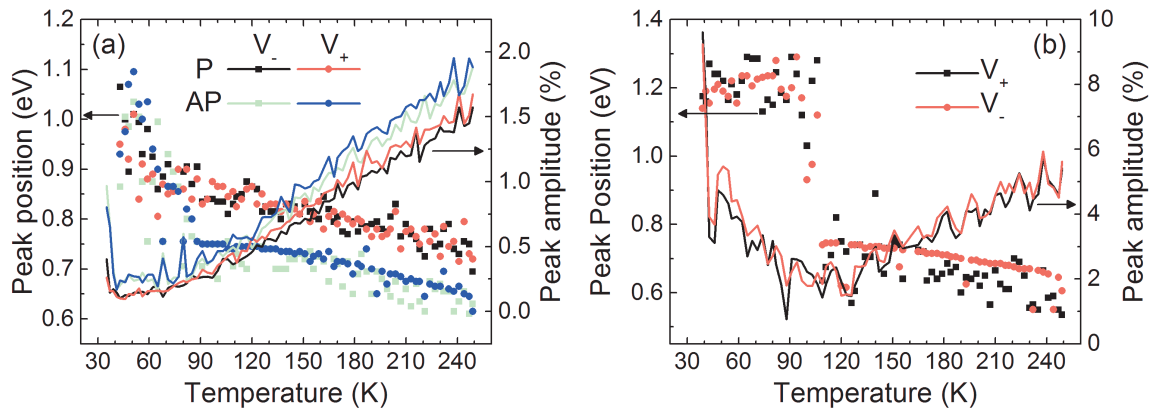 (a)
V- V+
P
AP
1.2
1.1
1.0
0.9
0.8
0.7
0.6
Peak position (eV)
2.0
1.5
1.0
0.5
0.0
Peak amplitude (%)
30 60 90 120 150 180 210 240
Temperature (K)
(b)
V+
V-
1.4
1.2
1.0
0.8
0.6
Peak Position (eV)
10
8
6
4
2
0
Peak amplitude (%)
30 60 90 120 150 180 210 240
Temperature (K)